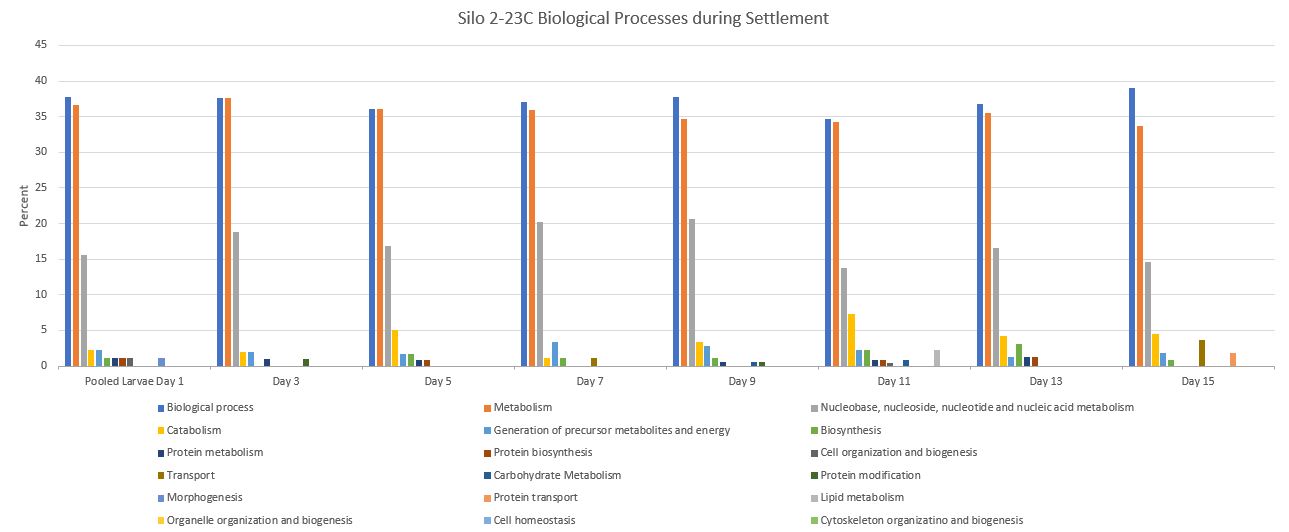 Silo 2-23C Biological Processes during Settlement
45
40
35
30
25
20
15
10
5
0
Percent
Pooled Larvae Day 1 Day 3 Day 5 Day 7 Day 9 Day 11 Day 13 Day 15
Biological process Metabolism Nucleobase, nucleoside, nucleotide and nucleic acid metabolism
Catabolism Generation of precursor metabolites and energy Biosynthesis
Protein metabolism Protein biosynthesis Cell organization and biogenesis
Transport Carbohydrate Metabolism Protein modification
Morphogenesis Protein transport Lipid metabolism
Organelle organization and biogenesis Cell homeostasis Cytoskeleton organizatino and biogenesis